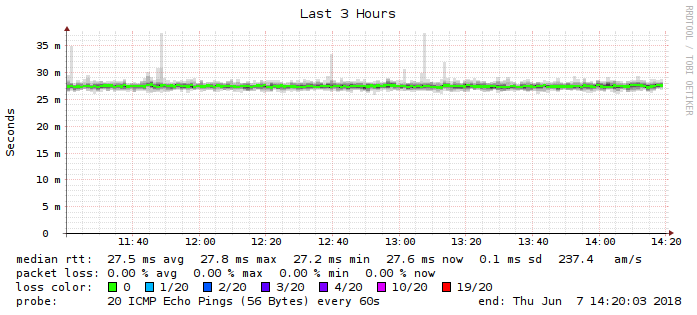 Last 3 Hours
RRDTOOL / TOBI OETIKER
Seconds
35 m
30 m
25 m
20 m
15 m
10 m
5 m
0
11:40 12:00 12:20 12:40 13:00 13:20 13:40 14:00 14:20
median rtt: 27.5 ms avg 27.8 ms max 27.2 ms min 27.6 ms now 0.1 ms sd 237.4 am/s
packet loss: 0.00 % avg 0.00 % max 0.00 % min 0.00 % now
loss color: 0 1/20 2/20 3/20 4/20 10/20 19/20
probe: 20 ICMP Echo Pings (56 Bytes) every 60s end: Thu Jun 7 14:20:03 2018